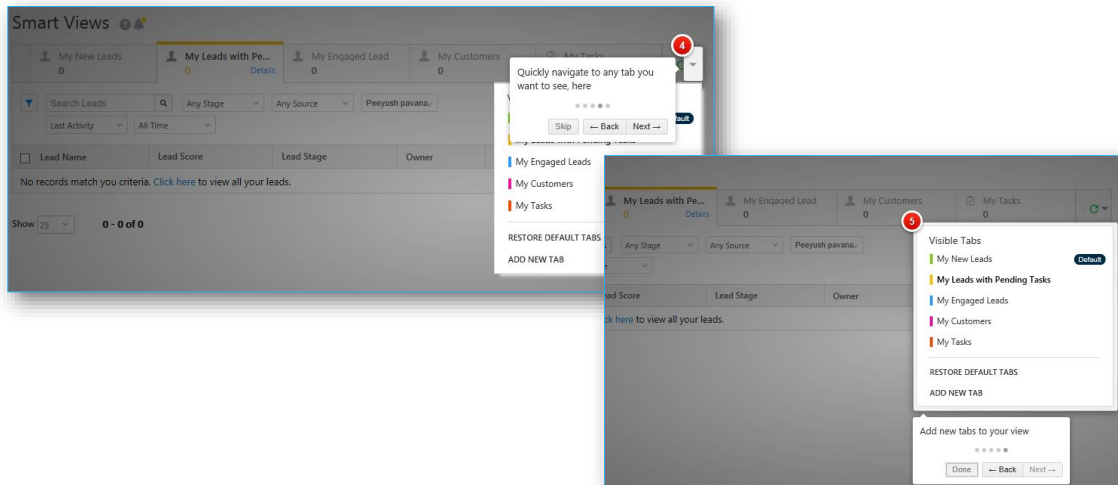 Smart Views
My New Leads
0
My Leads with Pe...
0 Details
My Engaged Lead
0
My Customers
0
My Tasks
4
Quickly navigate to any tab you
want to see, here
Skip ← Back Next →
Search Leads
Any Stage
Any Source
Peeyush pavana..
Last Activity
All Time
Lead Name
Lead Score
Lead Stage
Owner
No records match you criteria. Click here to view all your leads.
Show 25 0 - 0 of 0
My Leads with Pending Tasks
My Engaged Leads
My Customers
My Tasks
RESTORE DEFAULT TABS
ADD NEW TAB
My Leads with Pe...
0 Details
My Engaged Lead
0
My Customers
0
My Tasks
0
5
Any Stage
Any Source
Peeyush pavana..
Lead Stage
Owner
here to view all your leads.
Visible Tabs
My New Leads Default
My Leads with Pending Tasks
My Engaged Leads
My Customers
My Tasks
RESTORE DEFAULT TABS
ADD NEW TAB
Add new tabs to your view
Done ← Back Next →